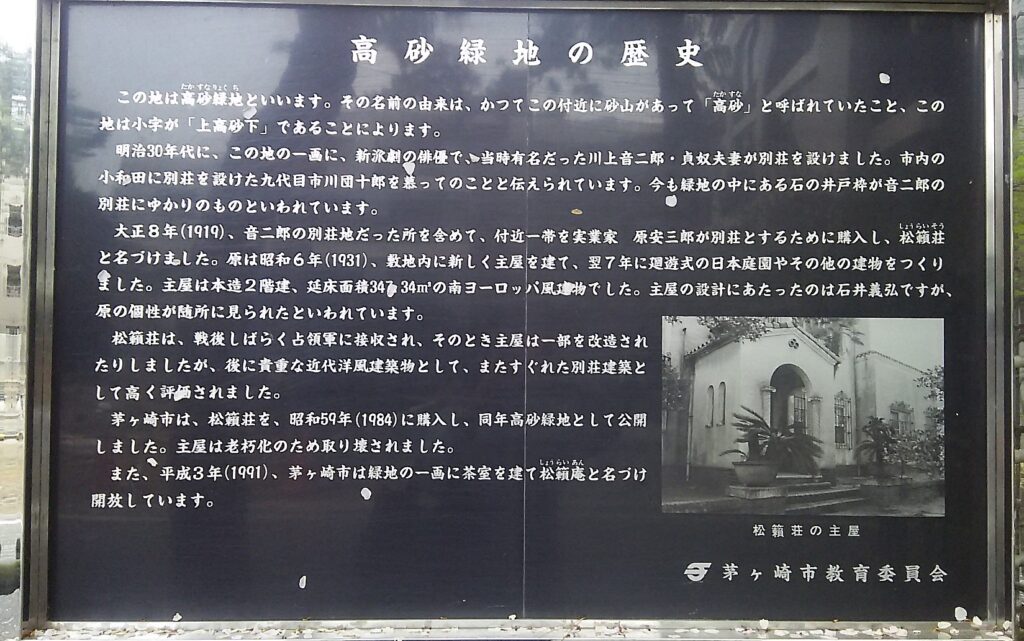 高砂緑地の歴史
この地は高砂緑地といいます。その名前の由来は、かつてこの付近に砂山があって「高砂」と呼ばれていたこと、この
地は小字が「上高砂下」であることによります。
明治30年代に、この地の一画に、新派劇の俳優で、当時有名だった川上音二郎・貞奴夫妻が別荘を設けました。市内の
小和田に別荘を設けた九代目市川団十郎を慕ってのことと伝えられています。今も緑地の中にある石の井戸枠が音二郎の
別荘にゆかりのものといわれています。
大正8年(1919)、音二郎の別荘地だった所を含めて、付近一帯を実業家 原安三郎が別荘とするために購入し、松籟荘
と名づけました。原は昭和6年(1931)、敷地内に新しく主屋を建て、翌7年に廻遊式の日本庭園やその他の建物をつくり
ました。主屋は木造2階建、延床面積347.34㎡の南ヨーロッパ風建物でした。主屋の設計にあたったのは石井義弘ですが、
原の個性が随所に見られたといわれています。
松籟荘は、戦後しばらく占領軍に接収され、そのとき主屋は一部を改造され
たりしましたが、後に貴重な近代洋風建築物として、またすぐれた別荘建築と
して高く評価されました。
茅ヶ崎市は、松籟荘を、昭和59年(1984)に購入し、同年高砂緑地として公開
しました。主屋は老朽化のため取り壊されました。
また、平成3年(1991)、茅ヶ崎市は緑地の一画に茶室を建て松籟庵と名づけ
開放しています。
松籟荘の主屋
茅ヶ崎市教育委員会